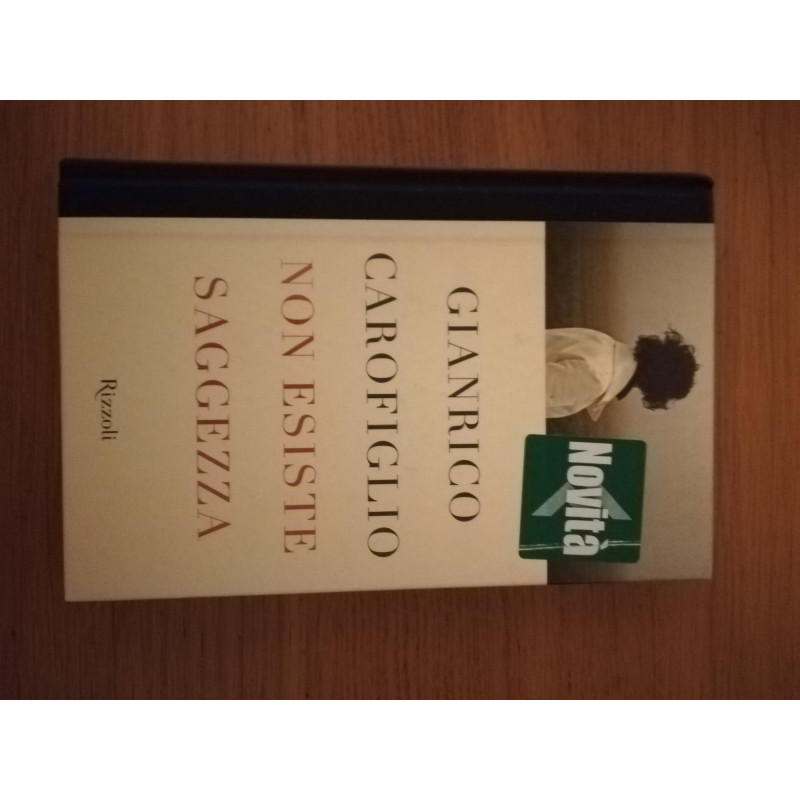 Novità
GIANRICO
CAROFIGLIO
NON ESISTE
SAGGEZZA
Rizzoli